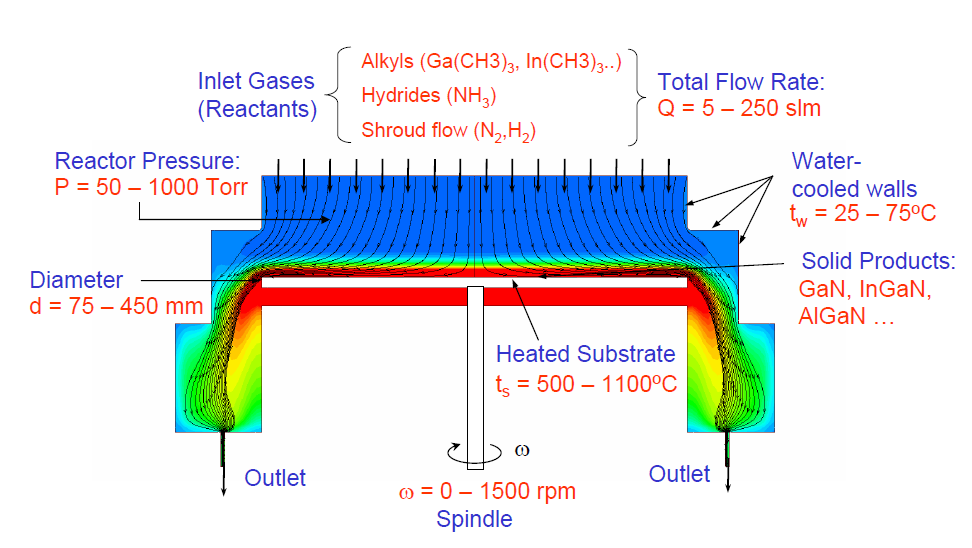 Inlet Gases
(Reactants)
Alkyls (Ga(CH3)₃, In(CH3)₃..)
Hydrides (NH₃)
Shroud flow (N₂,H₂)
Total Flow Rate:
Q = 5 – 250 slm
Reactor Pressure:
P = 50 – 1000 Torr
Water-
cooled walls
t_w = 25 – 75ºC
Diameter
d = 75 – 450 mm
Solid Products:
GaN, InGaN,
AlGaN ...
Heated Substrate
tₛ = 500 – 1100ºC
ω
Outlet
Outlet
ω = 0 – 1500 rpm
Spindle